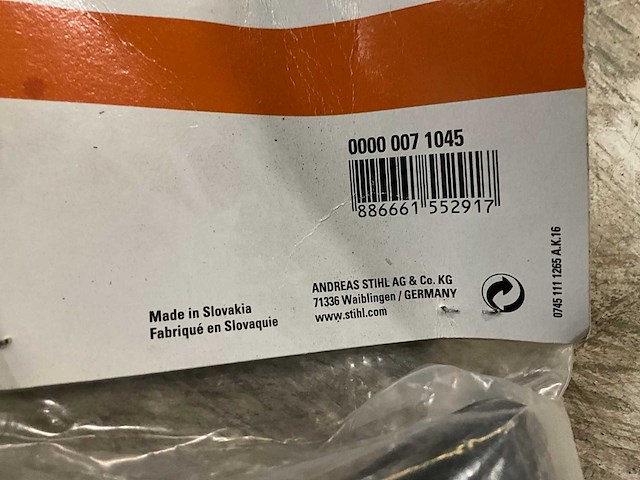 0000 007 1045
886661 552917
ANDREAS STIHL AG & Co. KG
71336 Waiblingen / GERMANY
www.stihl.com
Made in Slovakia
Fabriqué en Slovaquie
0745 111 1265 A.K.16